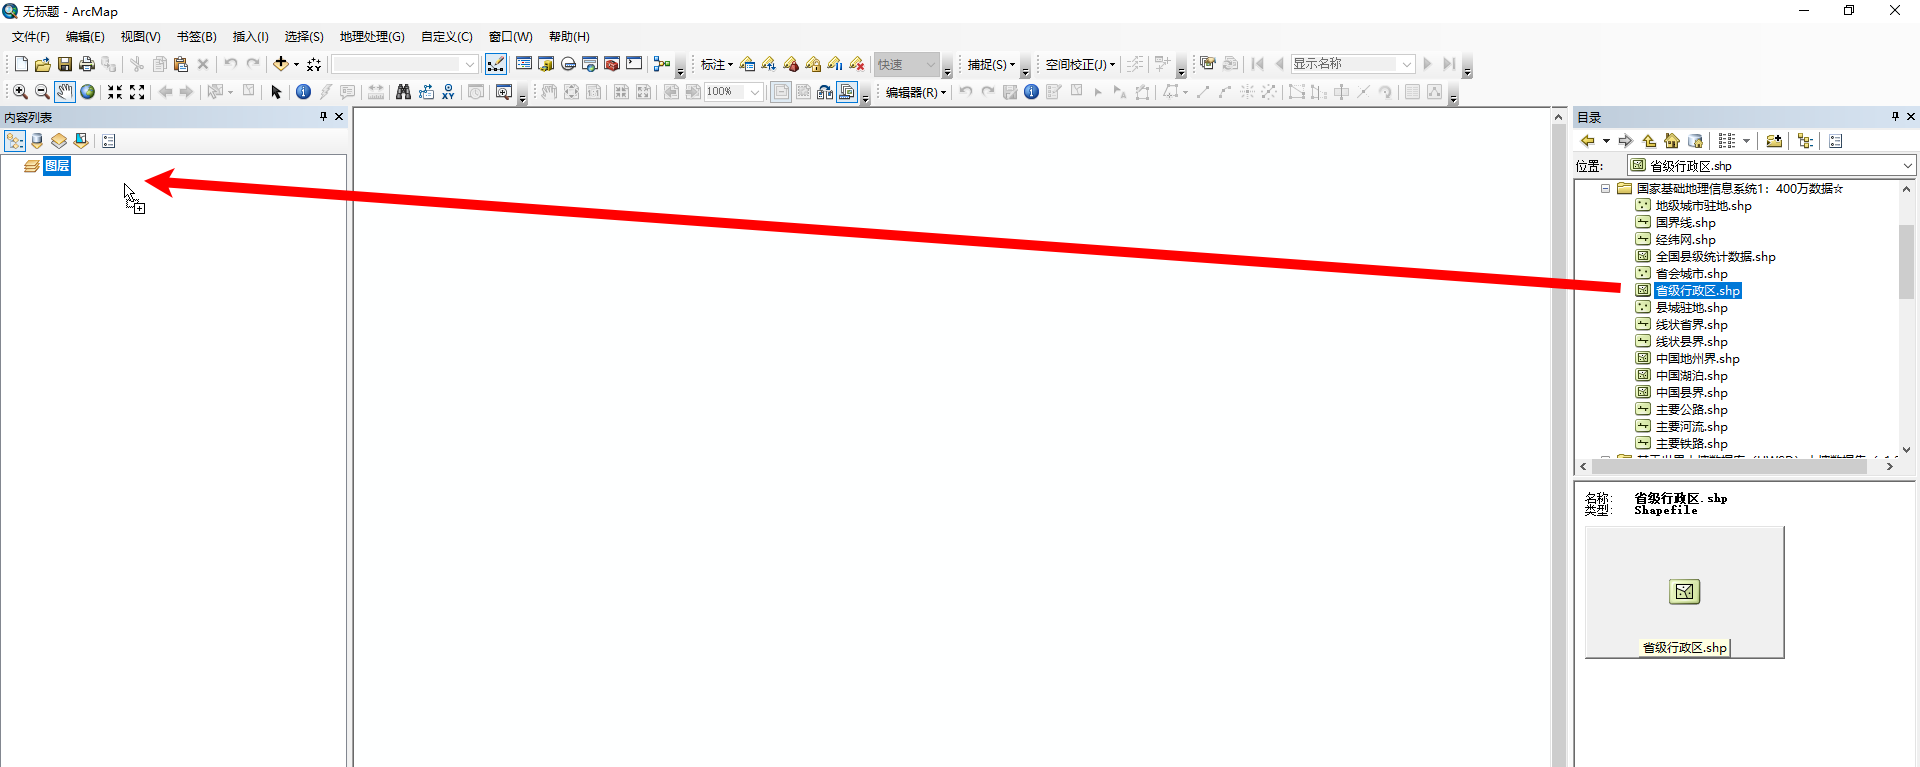 无标题 - ArcMap
文件(F) 编辑(E) 视图(V) 书签(B) 插入(I) 选择(S) 地理处理(G) 自定义(C) 窗口(W) 帮助(H)
标注 快速 捕捉(S) 空间校正(J) 显示名称
100% 编辑器(R)
内容列表
图层
目录
位置: 省级行政区.shp
国家基础地理信息系统1：400万数据☆
地级城市驻地.shp
国界线.shp
经纬网.shp
全国县级统计数据.shp
省会城市.shp
省级行政区.shp
县城驻地.shp
线状省界.shp
线状县界.shp
中国地州界.shp
中国湖泊.shp
中国县界.shp
主要公路.shp
主要河流.shp
主要铁路.shp
名称: 省级行政区.shp
类型: Shapefile
省级行政区.shp